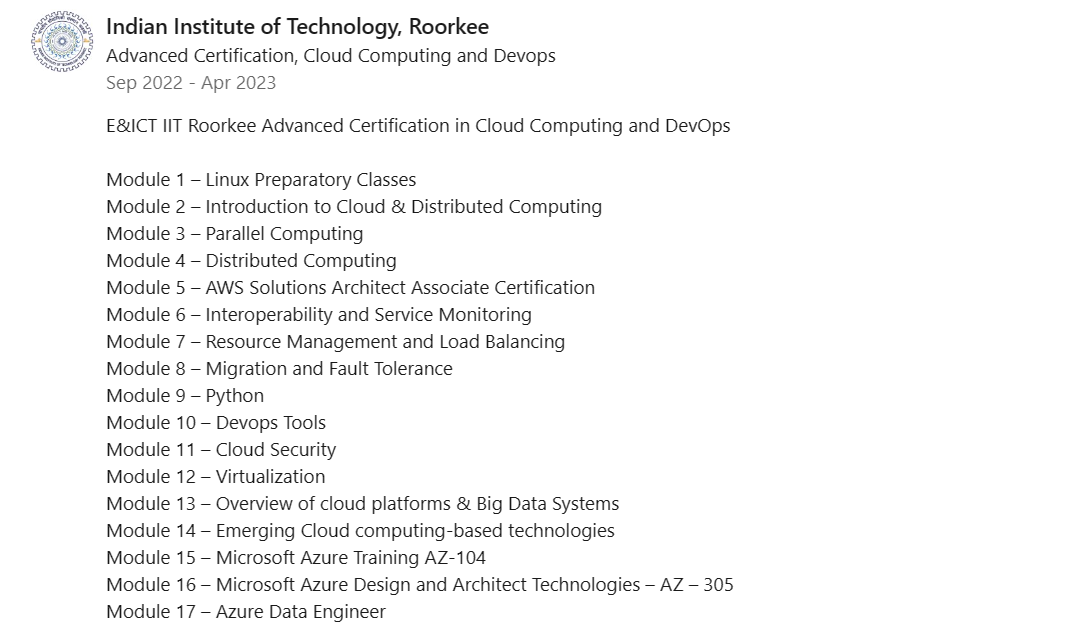 Indian Institute of Technology, Roorkee
Advanced Certification, Cloud Computing and Devops
Sep 2022 - Apr 2023
E&ICT IIT Roorkee Advanced Certification in Cloud Computing and DevOps
Module 1 – Linux Preparatory Classes
Module 2 – Introduction to Cloud & Distributed Computing
Module 3 – Parallel Computing
Module 4 – Distributed Computing
Module 5 – AWS Solutions Architect Associate Certification
Module 6 – Interoperability and Service Monitoring
Module 7 – Resource Management and Load Balancing
Module 8 – Migration and Fault Tolerance
Module 9 – Python
Module 10 – Devops Tools
Module 11 – Cloud Security
Module 12 – Virtualization
Module 13 – Overview of cloud platforms & Big Data Systems
Module 14 – Emerging Cloud computing-based technologies
Module 15 – Microsoft Azure Training AZ-104
Module 16 – Microsoft Azure Design and Architect Technologies – AZ – 305
Module 17 – Azure Data Engineer